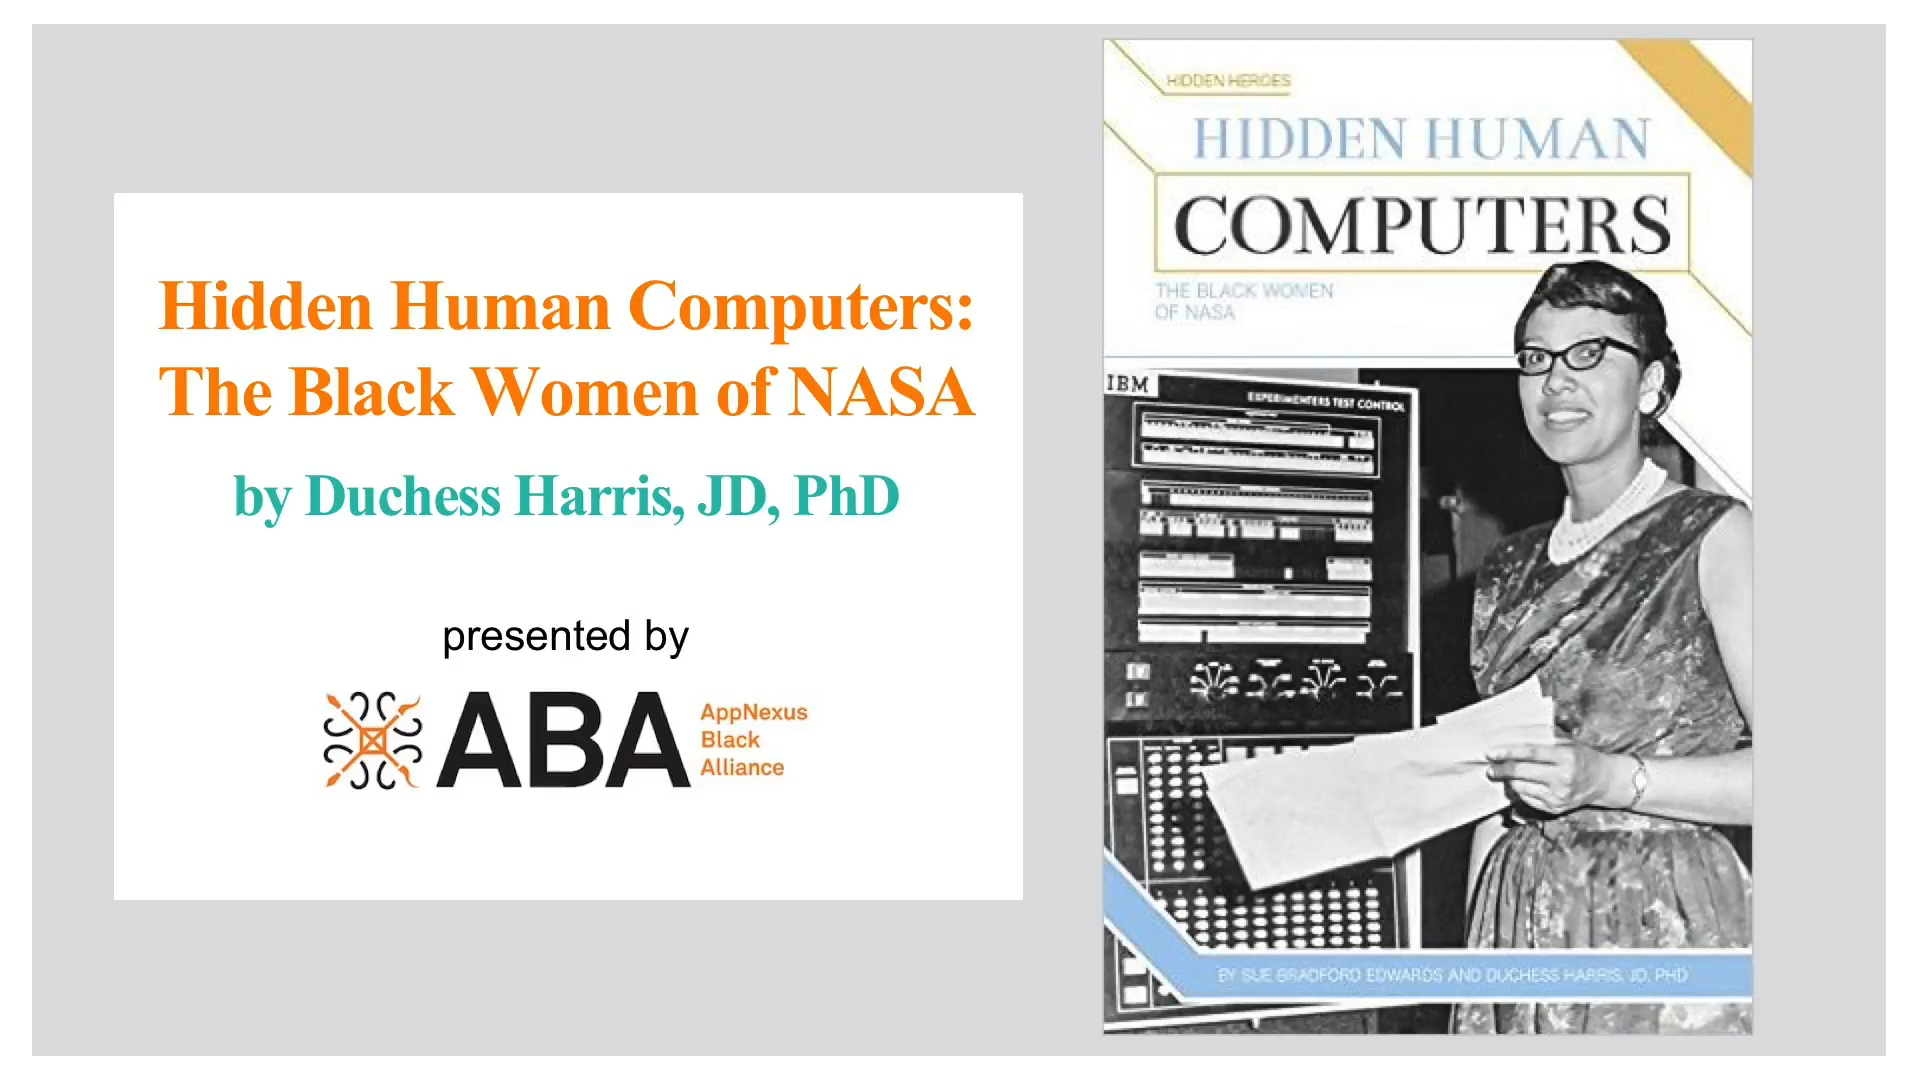 Hidden Human Computers:
The Black Women of NASA
by Duchess Harris, JD, PhD
presented by
ABA
AppNexus
Black
Alliance
HIDDEN HEROES
HIDDEN HUMAN
COMPUTERS
THE BLACK WOMEN
OF NASA
IBM
EXPERIMENTERS TEST CONTROL
BY SUE BRADFORD EDWARDS AND DUCHESS HARRIS, JD, PHD